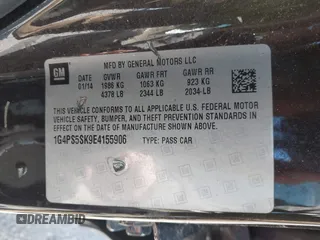 MFD BY GENERAL MOTORS LLC
GM
DATE GVWR GAWR FRT GAWR RR
01/14 1986 KG 1063 KG 923 KG
4378 LB 2344 LB 2034 LB
THIS VEHICLE CONFORMS TO ALL APPLICABLE U.S. FEDERAL MOTOR
VEHICLE SAFETY, BUMPER, AND THEFT PREVENTION STANDARDS IN
EFFECT ON THE DATE OF MANUFACTURE SHOWN ABOVE.
1G4PS5SK9E4155906 TYPE: PASS CAR
DREAMBID